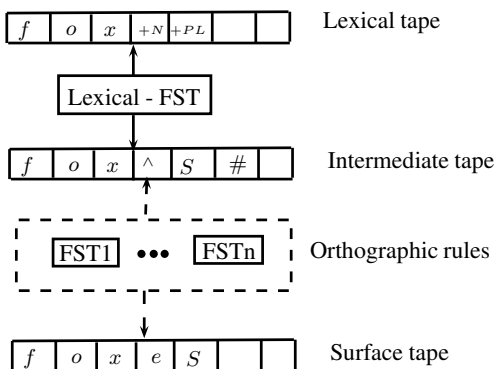 f o x +N +PL Lexical tape
Lexical - FST
f o x ^ S # Intermediate tape
FST1 ••• FSTn Orthographic rules
f o x e S Surface tape